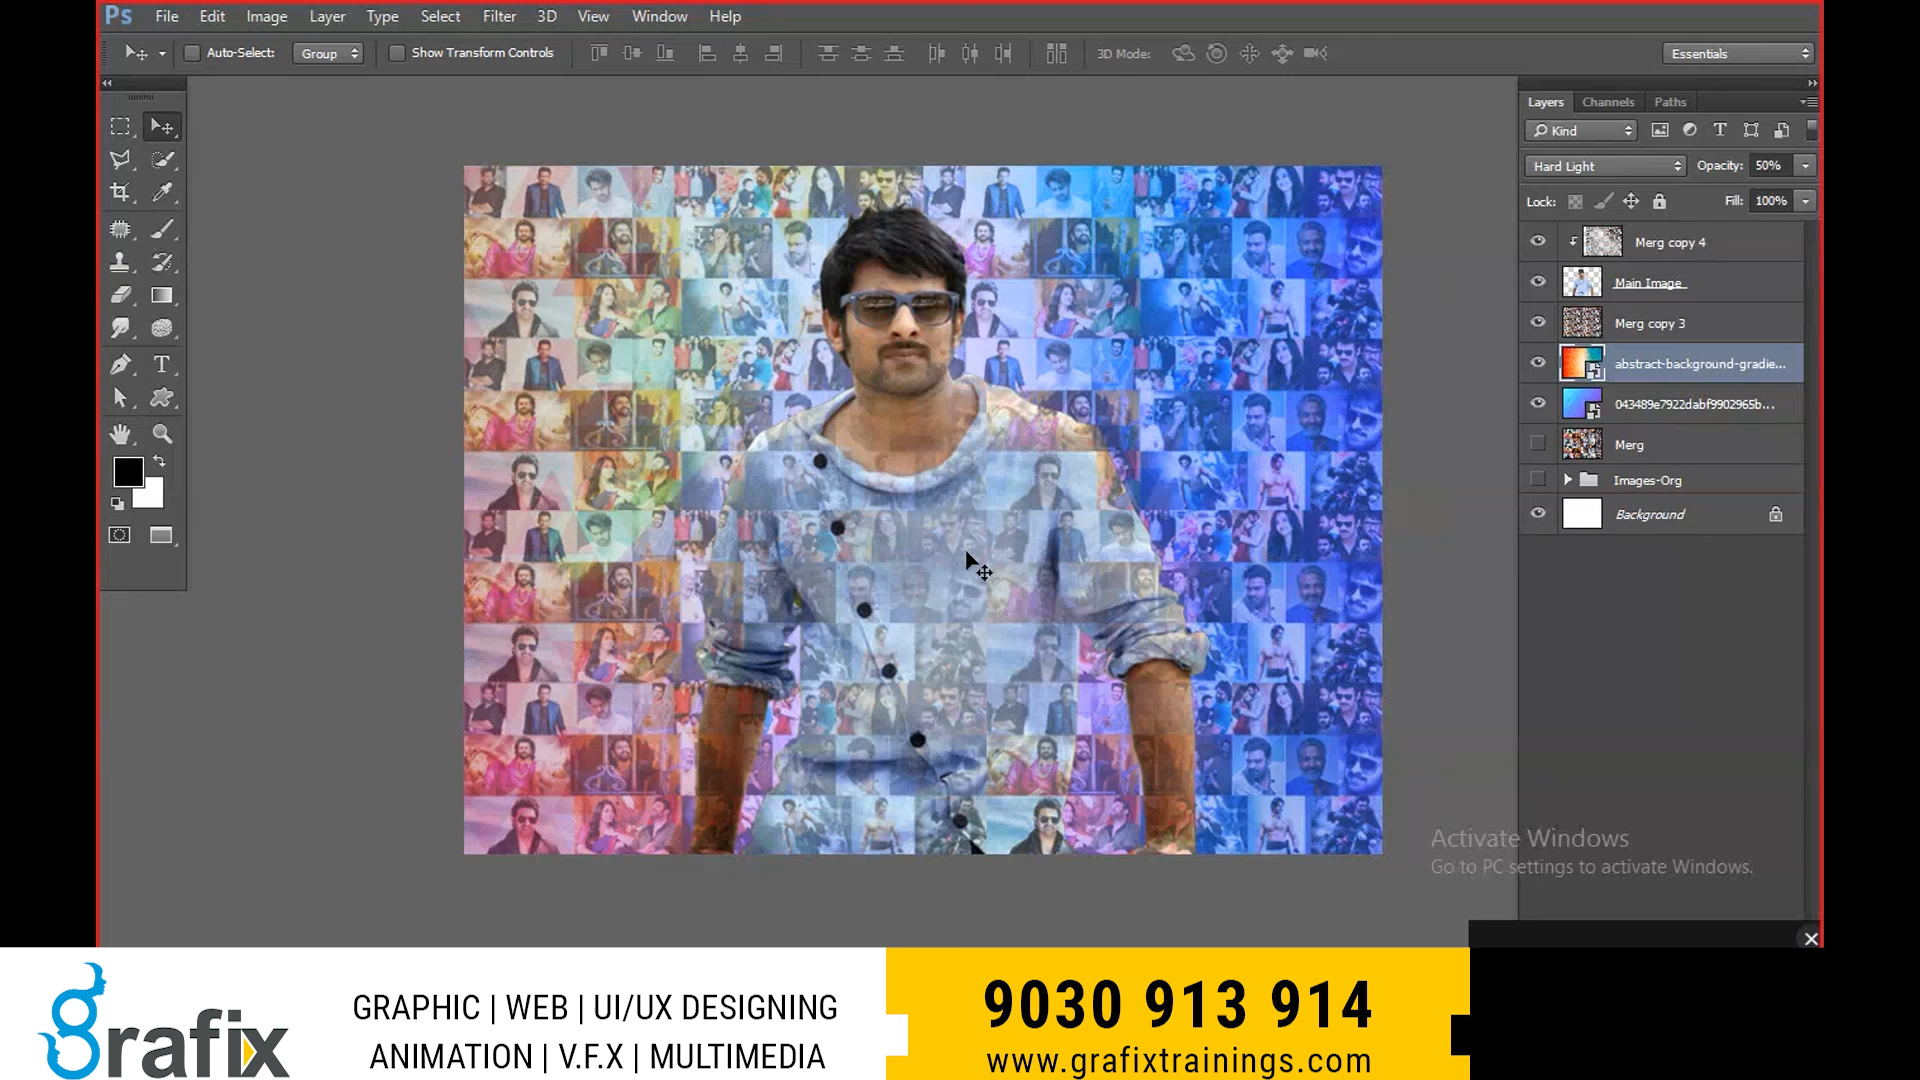 Ps File Edit Image Layer Type Select Filter 3D View Window Help
Auto-Select: Group Show Transform Controls 3D Mode: Essentials
Layers Channels Paths
Kind
Hard Light Opacity: 50%
Lock: Fill: 100%
Merg copy 4
Main Image
Merg copy 3
abstract-background-gradie...
043489e7922dabf9902965b...
Merg
Images-Org
Background
Activate Windows
Go to PC settings to activate Windows.
grafix
GRAPHIC | WEB | UI/UX DESIGNING
ANIMATION | V.F.X | MULTIMEDIA
9030 913 914
www.grafixtrainings.com